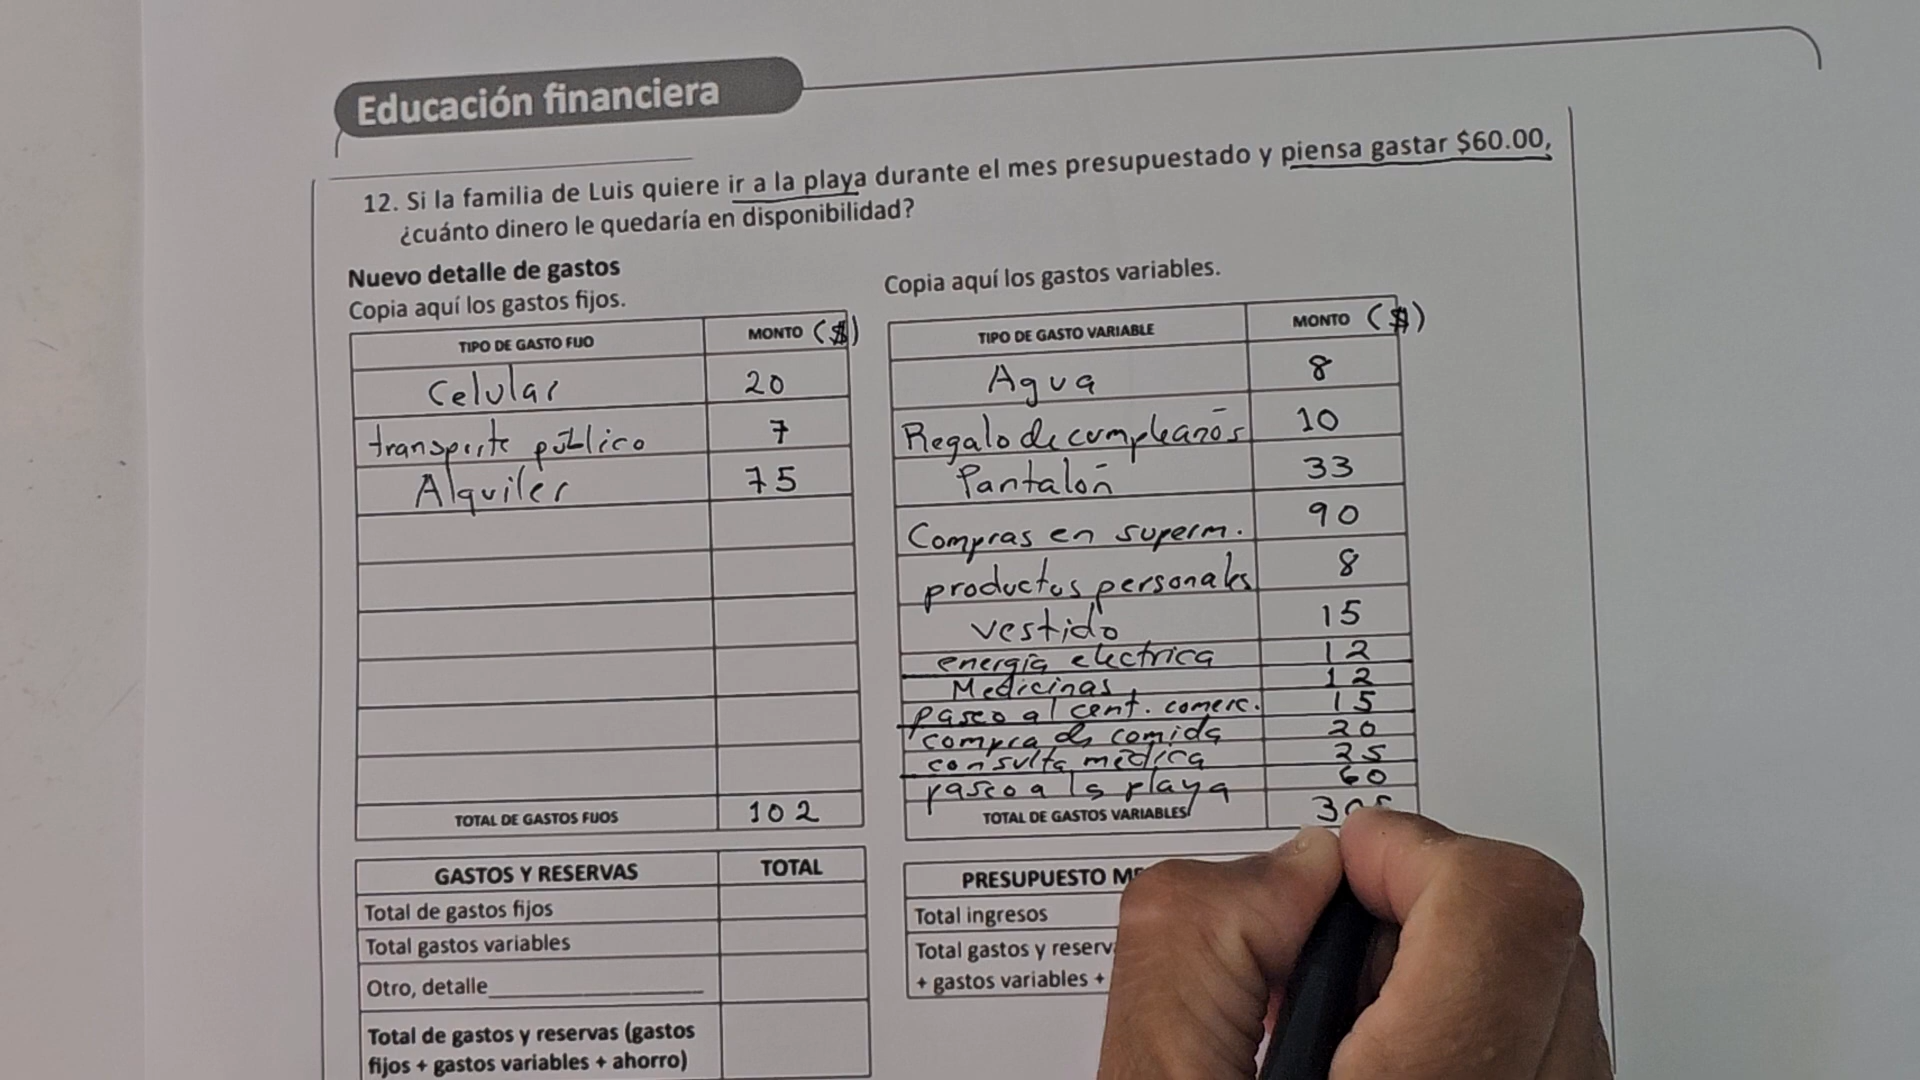 Educación financiera
12. Si la familia de Luis quiere ir a la playa durante el mes presupuestado y piensa gastar $60.00,
¿cuánto dinero le quedaría en disponibilidad?
Nuevo detalle de gastos
Copia aquí los gastos fijos.
TIPO DE GASTO FIJO MONTO ($)
Celular 20
transporte público 7
Alquiler 75
TOTAL DE GASTOS FIJOS 102
Copia aquí los gastos variables.
TIPO DE GASTO VARIABLE MONTO ($)
Agua 8
Regalo de cumpleaños 10
Pantalón 33
Compras en superm. 90
productos personales 8
vestido 15
energía electrica 12
Medicinas 12
paseo al cent. comerc. 15
compra de comida 20
consulta médica 25
paseo a la playa 60
TOTAL DE GASTOS VARIABLES
GASTOS Y RESERVAS TOTAL
Total de gastos fijos
Total gastos variables
Otro, detalle
Total de gastos y reservas (gastos
fijos + gastos variables + ahorro)
PRESUPUESTO
Total ingresos
Total gastos y
+ gastos variables +